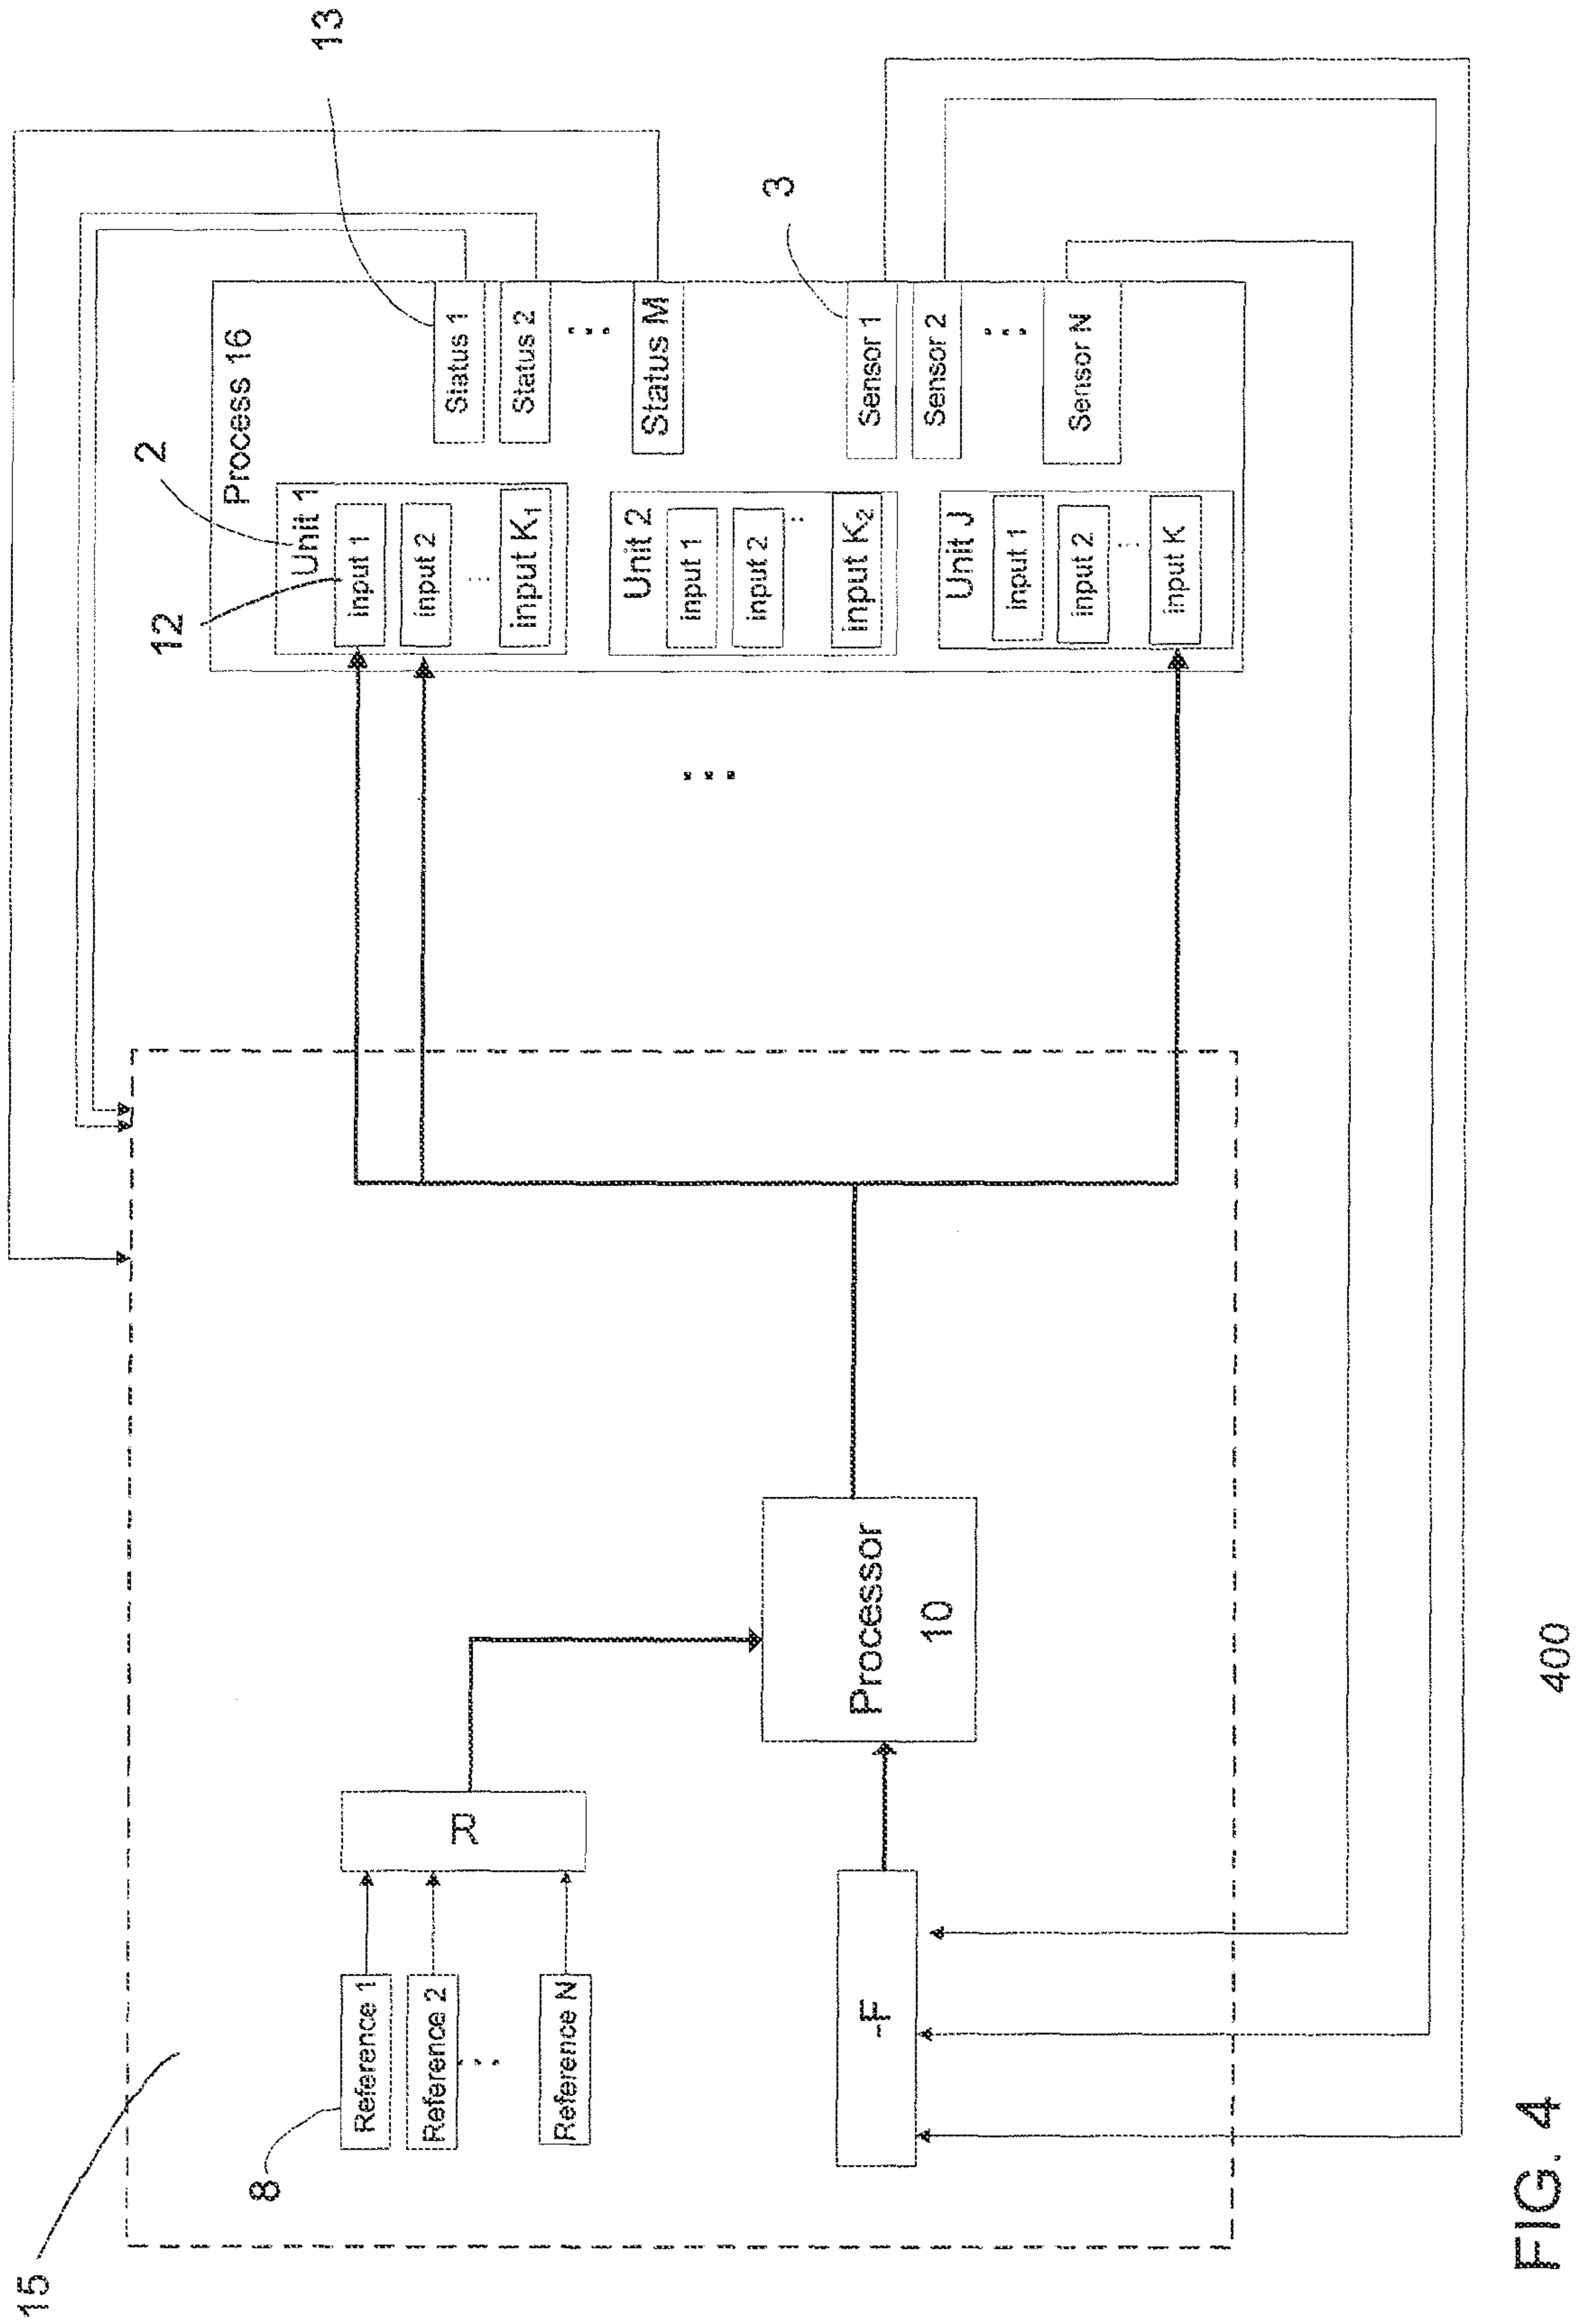 15
8
Reference 1
Reference 2
⋮
Reference N
R
-F
Processor
10
⋮
Process 16
2
12
Unit 1
input 1
input 2
⋮
input K₁
Unit 2
input 1
input 2
⋮
input K₂
Unit J
input 1
input 2
⋮
input K
13
Status 1
Status 2
⋮
Status M
3
Sensor 1
Sensor 2
⋮
Sensor N
400
FIG. 4